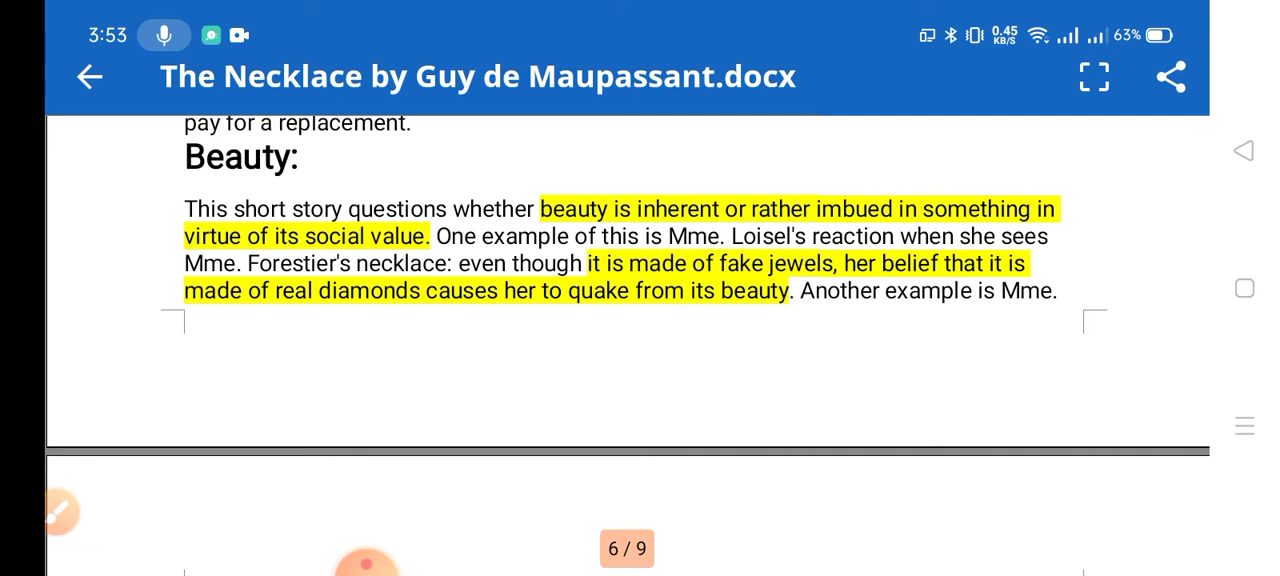 3:53
0.45
KB/S
63%
The Necklace by Guy de Maupassant.docx
pay for a replacement.
Beauty:
This short story questions whether beauty is inherent or rather imbued in something in
virtue of its social value. One example of this is Mme. Loisel's reaction when she sees
Mme. Forestier's necklace: even though it is made of fake jewels, her belief that it is
made of real diamonds causes her to quake from its beauty. Another example is Mme.
6 / 9